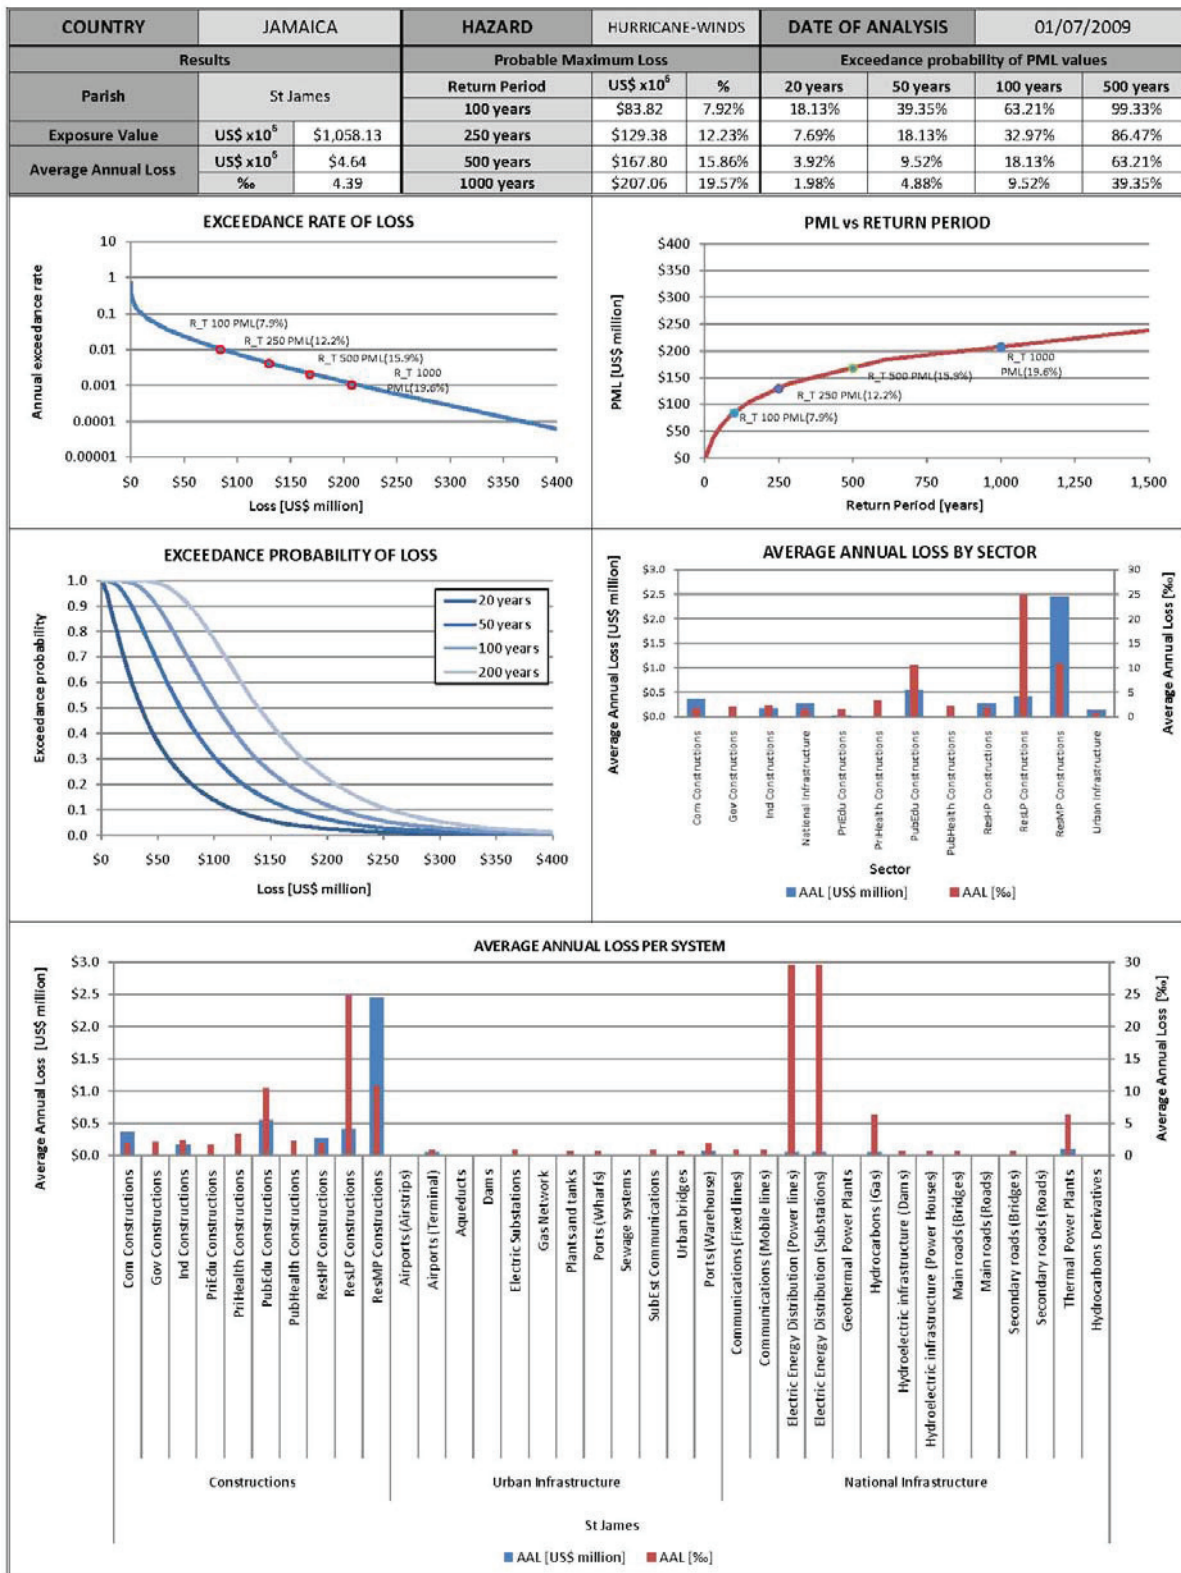 COUNTRY JAMAICA HAZARD HURRICANE-WINDS DATE OF ANALYSIS 01/07/2009
Results Probable Maximum Loss Exceedance probability of PML values
Parish St James Return Period US$ x10⁶ % 20 years 50 years 100 years 500 years
100 years $83.82 7.92% 18.13% 39.35% 63.21% 99.33%
Exposure Value US$ x10⁶ $1,058.13 250 years $129.38 12.23% 7.69% 18.13% 32.97% 86.47%
Average Annual Loss US$ x10⁶ $4.64 500 years $167.80 15.86% 3.92% 9.52% 18.13% 63.21%
‰ 4.39 1000 years $207.06 19.57% 1.98% 4.88% 9.52% 39.35%
EXCEEDANCE RATE OF LOSS
Annual exceedance rate
10
1
0.1
0.01
0.001
0.0001
0.00001
R_T 100 PML(7.9%)
R_T 250 PML(12.2%)
R_T 500 PML(15.9%)
R_T 1000
PML(19.6%)
$0 $50 $100 $150 $200 $250 $300 $350 $400
Loss [US$ million]
PML vs RETURN PERIOD
PML [US$ million]
$400
$350
$300
$250
$200
$150
$100
$50
$0
R_T 1000
PML(19.6%)
R_T 500 PML(15.9%)
R_T 250 PML(12.2%)
R_T 100 PML(7.9%)
0 250 500 750 1,000 1,250 1,500
Return Period [years]
EXCEEDANCE PROBABILITY OF LOSS
Exceedance probability
1.0
0.9
0.8
0.7
0.6
0.5
0.4
0.3
0.2
0.1
0.0
20 years
50 years
100 years
200 years
$0 $50 $100 $150 $200 $250 $300 $350 $400
Loss [US$ million]
AVERAGE ANNUAL LOSS BY SECTOR
Average Annual Loss [US$ million]
$3.0
$2.5
$2.0
$1.5
$1.0
$0.5
$0.0
30
25
20
15
10
5
0
Average Annual Loss [‰]
Com Constructions
Gov Constructions
Ind Constructions
National Infrastructure
PriEdu Constructions
PriHealth Constructions
PubEdu Constructions
PubHealth Constructions
ResHP Constructions
ResLP Constructions
ResMP Constructions
Urban Infrastructure
Sector
AAL [US$ million] AAL [‰]
AVERAGE ANNUAL LOSS PER SYSTEM
Average Annual Loss [US$ million]
$3.0
$2.5
$2.0
$1.5
$1.0
$0.5
$0.0
30
25
20
15
10
5
0
Average Annual Loss [‰]
Com Constructions
Gov Constructions
Ind Constructions
PriEdu Constructions
PriHealth Constructions
PubEdu Constructions
PubHealth Constructions
ResHP Constructions
ResLP Constructions
ResMP Constructions
Airports (Airstrips)
Airports (Terminal)
Aqueducts
Dams
Electric Substations
Gas Network
Plants and tanks
Ports (Wharfs)
Sewage systems
SubEst Communications
Urban bridges
Ports (Warehouse)
Communications (Fixed lines)
Communications (Mobile lines)
Electric Energy Distribution (Power lines)
Electric Energy Distribution (Substations)
Geothermal Power Plants
Hydrocarbons (Gas)
Hydroelectric infrastructure (Dams)
Hydroelectric infrastructure (Power Houses)
Main roads (Bridges)
Main roads (Roads)
Secondary roads (Bridges)
Secondary roads (Roads)
Thermal Power Plants
Hydrocarbons Derivatives
Constructions Urban Infrastructure National Infrastructure
St James
AAL [US$ million] AAL [‰]